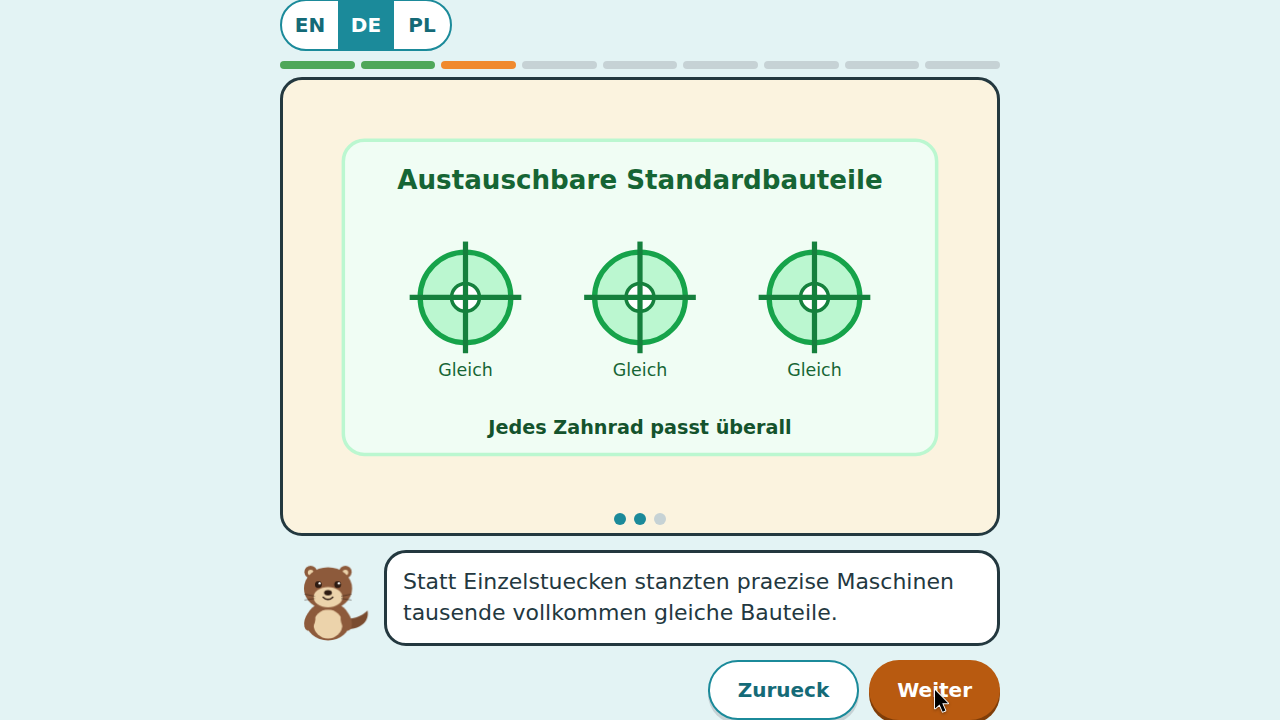 EN DE PL
Austauschbare Standardbauteile
Gleich Gleich Gleich
Jedes Zahnrad passt überall
Statt Einzelstuecken stanzten praezise Maschinen
tausende vollkommen gleiche Bauteile.
Zurueck Weiter